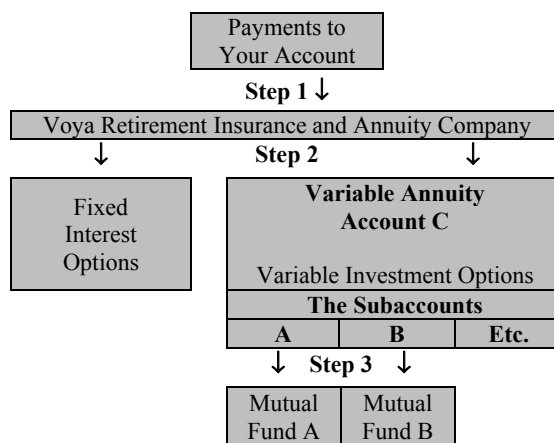 Payments to
Your Account
Step 1 ↓
Voya Retirement Insurance and Annuity Company
↓ Step 2 ↓
Fixed
Interest
Options
Variable Annuity
Account C
Variable Investment Options
The Subaccounts
A B Etc.
↓ Step 3 ↓
Mutual
Fund A
Mutual
Fund B